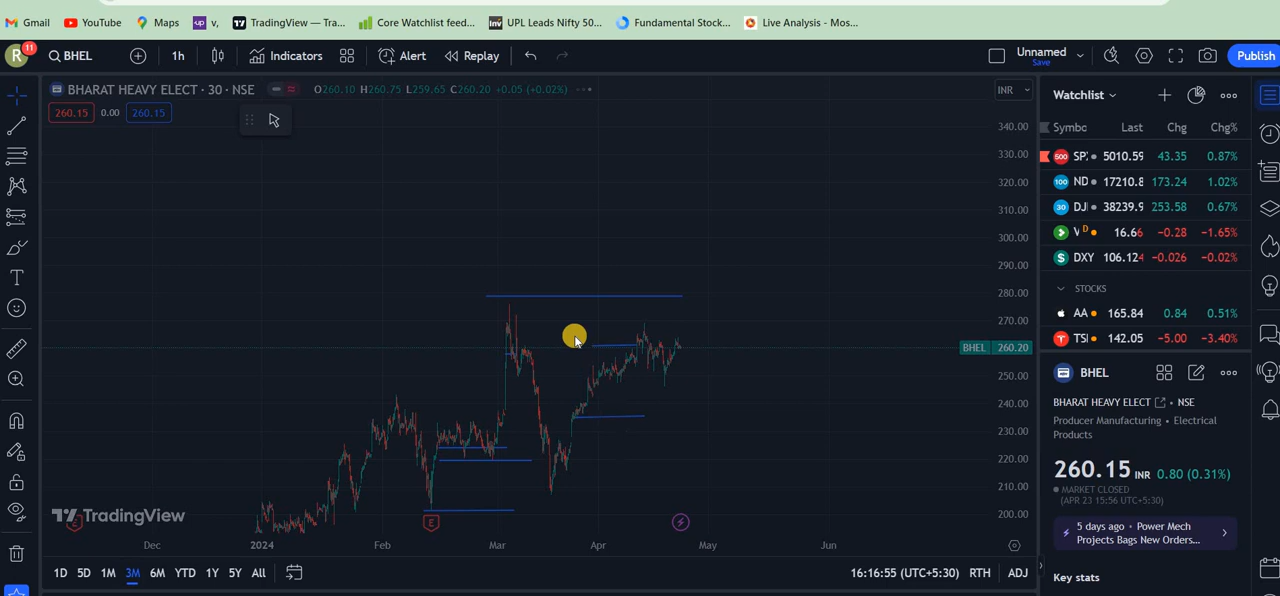 Gmail YouTube Maps v, TradingView — Tra... Core Watchlist feed... UPL Leads Nifty 50... Fundamental Stock... Live Analysis - Mos...
R 11 BHEL 1h Indicators Alert Replay Unnamed Save Publish
BHARAT HEAVY ELECT · 30 · NSE O260.10 H260.75 L259.65 C260.20 +0.05 (+0.02%)
INR
260.15 0.00 260.15
340.00
330.00
320.00
310.00
300.00
290.00
280.00
270.00
BHEL 260.20
250.00
240.00
230.00
220.00
210.00
200.00
TradingView
E E
Dec 2024 Feb Mar Apr May Jun
1D 5D 1M 3M 6M YTD 1Y 5Y All 16:16:55 (UTC+5:30) RTH ADJ
Watchlist
Symbo Last Chg Chg%
500 SP 5010.59 43.35 0.87%
100 ND 17210.8 173.24 1.02%
30 DJ 38239.9 253.58 0.67%
V D 16.66 −0.28 −1.65%
$ DXY 106.124 −0.026 −0.02%
STOCKS
AA 165.84 0.84 0.51%
TS 142.05 −5.00 −3.40%
BHEL
BHARAT HEAVY ELECT • NSE
Producer Manufacturing • Electrical
Products
260.15 INR 0.80 (0.31%)
MARKET CLOSED
(APR 23 15:56 UTC+5:30)
5 days ago • Power Mech
Projects Bags New Orders...
Key stats